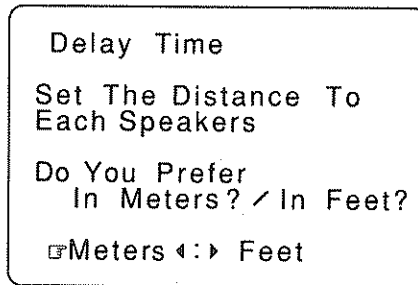 Delay Time
Set The Distance To
Each Speakers
Do You Prefer
In Meters? / In Feet?
☞Meters ◂:▸ Feet